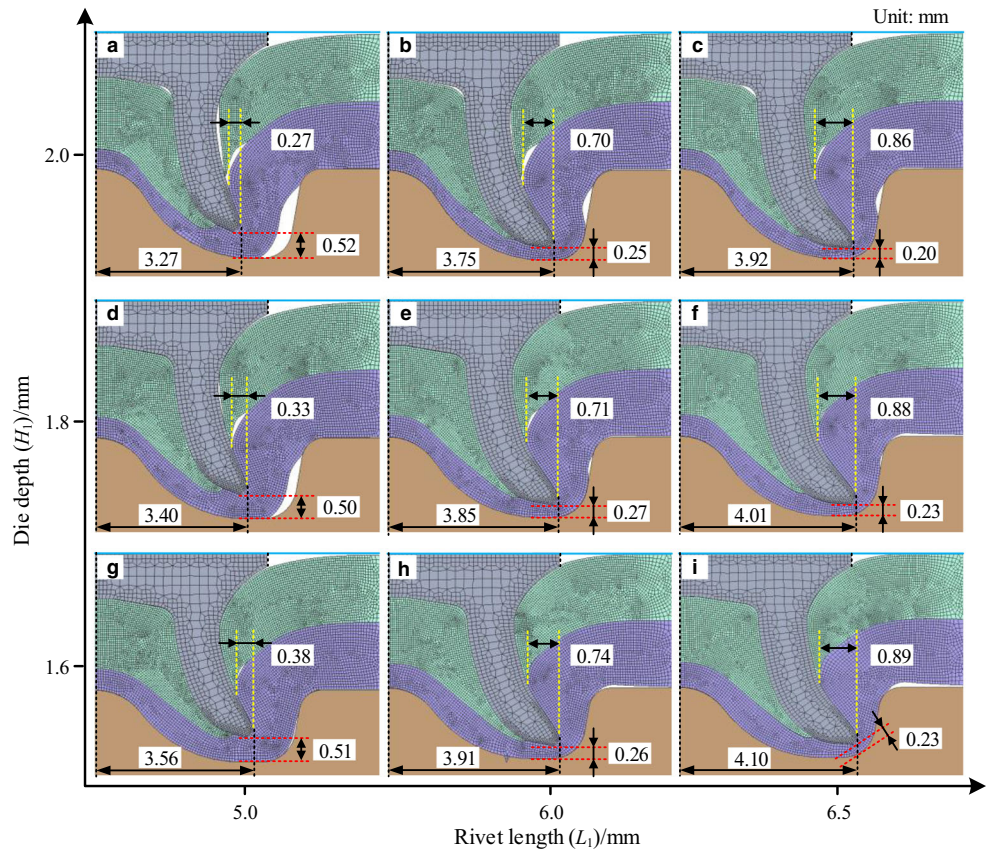 Unit: mm
a
b
c
0.27
0.70
0.86
2.0
0.52
0.25
0.20
3.27
3.75
3.92
d
e
f
0.33
0.71
0.88
1.8
0.50
0.27
0.23
3.40
3.85
4.01
Die depth (H₁)/mm
g
h
i
0.38
0.74
0.89
1.6
0.51
0.26
0.23
3.56
3.91
4.10
5.0
6.0
6.5
Rivet length (L₁)/mm